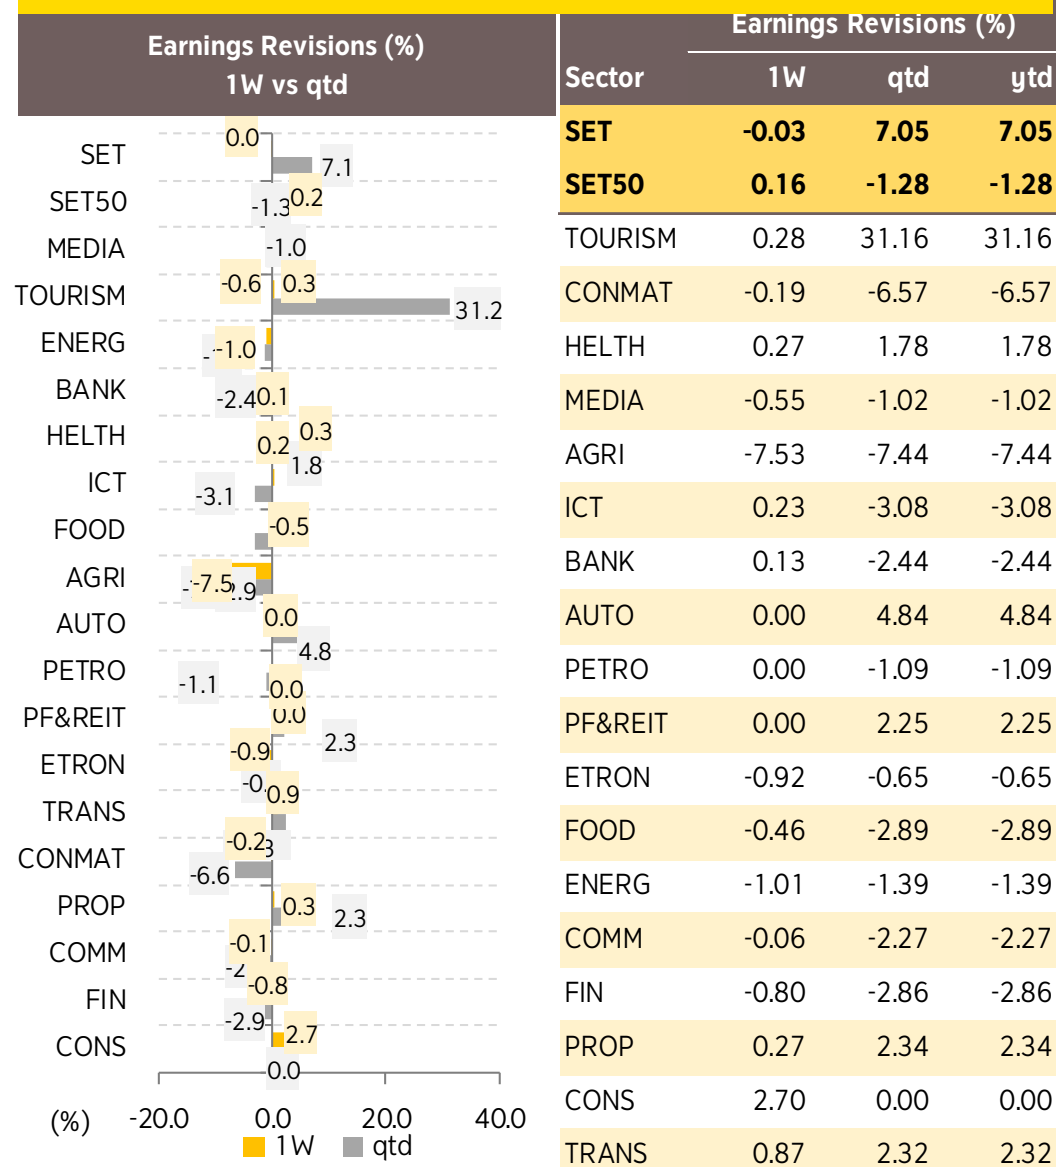 Earnings Revisions (%)
1W vs qtd
SET
0.0
7.1
SET50
-1.3
0.2
MEDIA
-1.0
TOURISM
-0.6
0.3
31.2
ENERG
-1.0
BANK
-2.4
0.1
HELTH
0.2
0.3
1.8
ICT
-3.1
FOOD
-0.5
AGRI
-7.5
AUTO
0.0
4.8
PETRO
-1.1
0.0
PF&REIT
0.0
2.3
ETRON
-0.9
TRANS
0.9
CONMAT
-0.2
-6.6
PROP
0.3
2.3
COMM
-0.1
FIN
-0.8
-2.9
CONS
2.7
0.0
(%) -20.0 0.0 20.0 40.0
1W qtd
Earnings Revisions (%)
Sector 1W qtd ytd
SET -0.03 7.05 7.05
SET50 0.16 -1.28 -1.28
TOURISM 0.28 31.16 31.16
CONMAT -0.19 -6.57 -6.57
HELTH 0.27 1.78 1.78
MEDIA -0.55 -1.02 -1.02
AGRI -7.53 -7.44 -7.44
ICT 0.23 -3.08 -3.08
BANK 0.13 -2.44 -2.44
AUTO 0.00 4.84 4.84
PETRO 0.00 -1.09 -1.09
PF&REIT 0.00 2.25 2.25
ETRON -0.92 -0.65 -0.65
FOOD -0.46 -2.89 -2.89
ENERG -1.01 -1.39 -1.39
COMM -0.06 -2.27 -2.27
FIN -0.80 -2.86 -2.86
PROP 0.27 2.34 2.34
CONS 2.70 0.00 0.00
TRANS 0.87 2.32 2.32